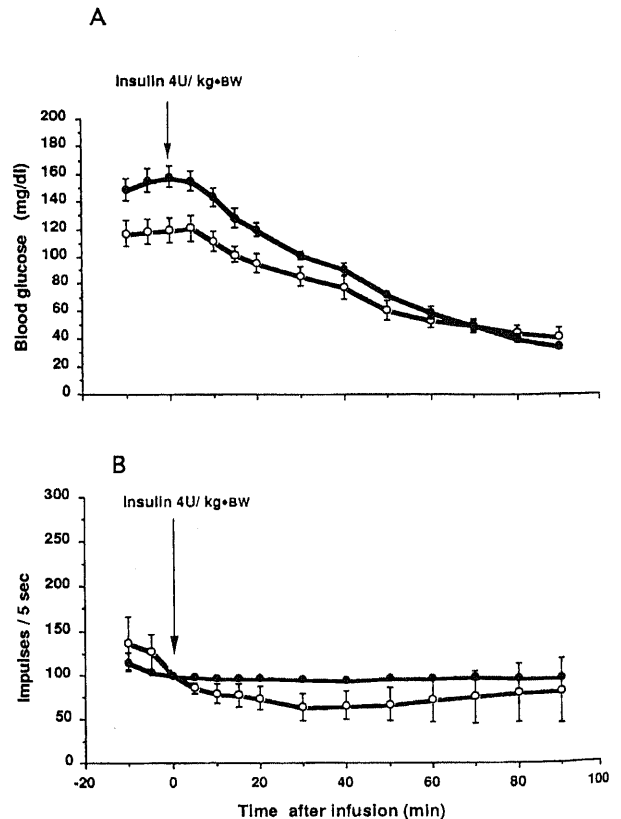 A
Insulin 4U/ kg•BW
200
180
160
140
120
100
80
60
40
20
0
Blood glucose (mg/dl)
B
Insulin 4U/ kg•BW
300
250
200
150
100
50
0
Impulses / 5 sec
-20 0 20 40 60 80 100
Time after infusion (min)